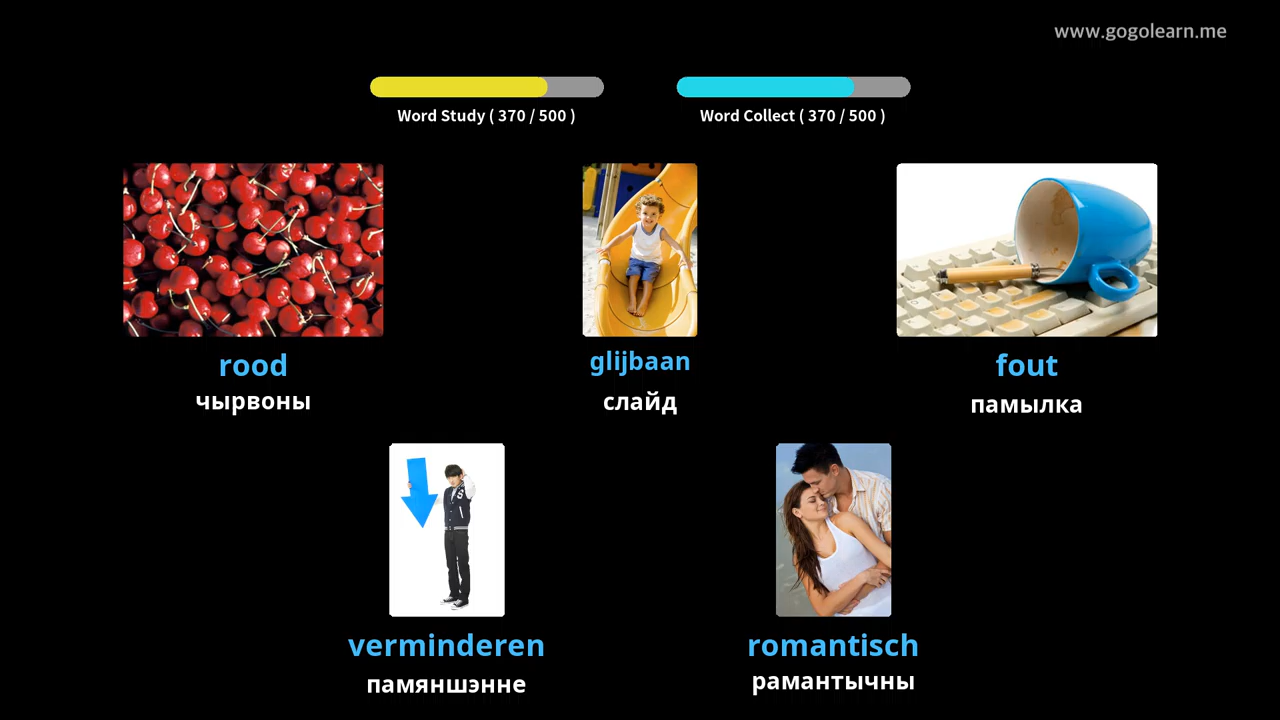 www.gogolearn.me
Word Study ( 370 / 500 )
Word Collect ( 370 / 500 )
rood
чырвоны
glijbaan
слайд
fout
памылка
verminderen
памяншэнне
romantisch
рамантычны